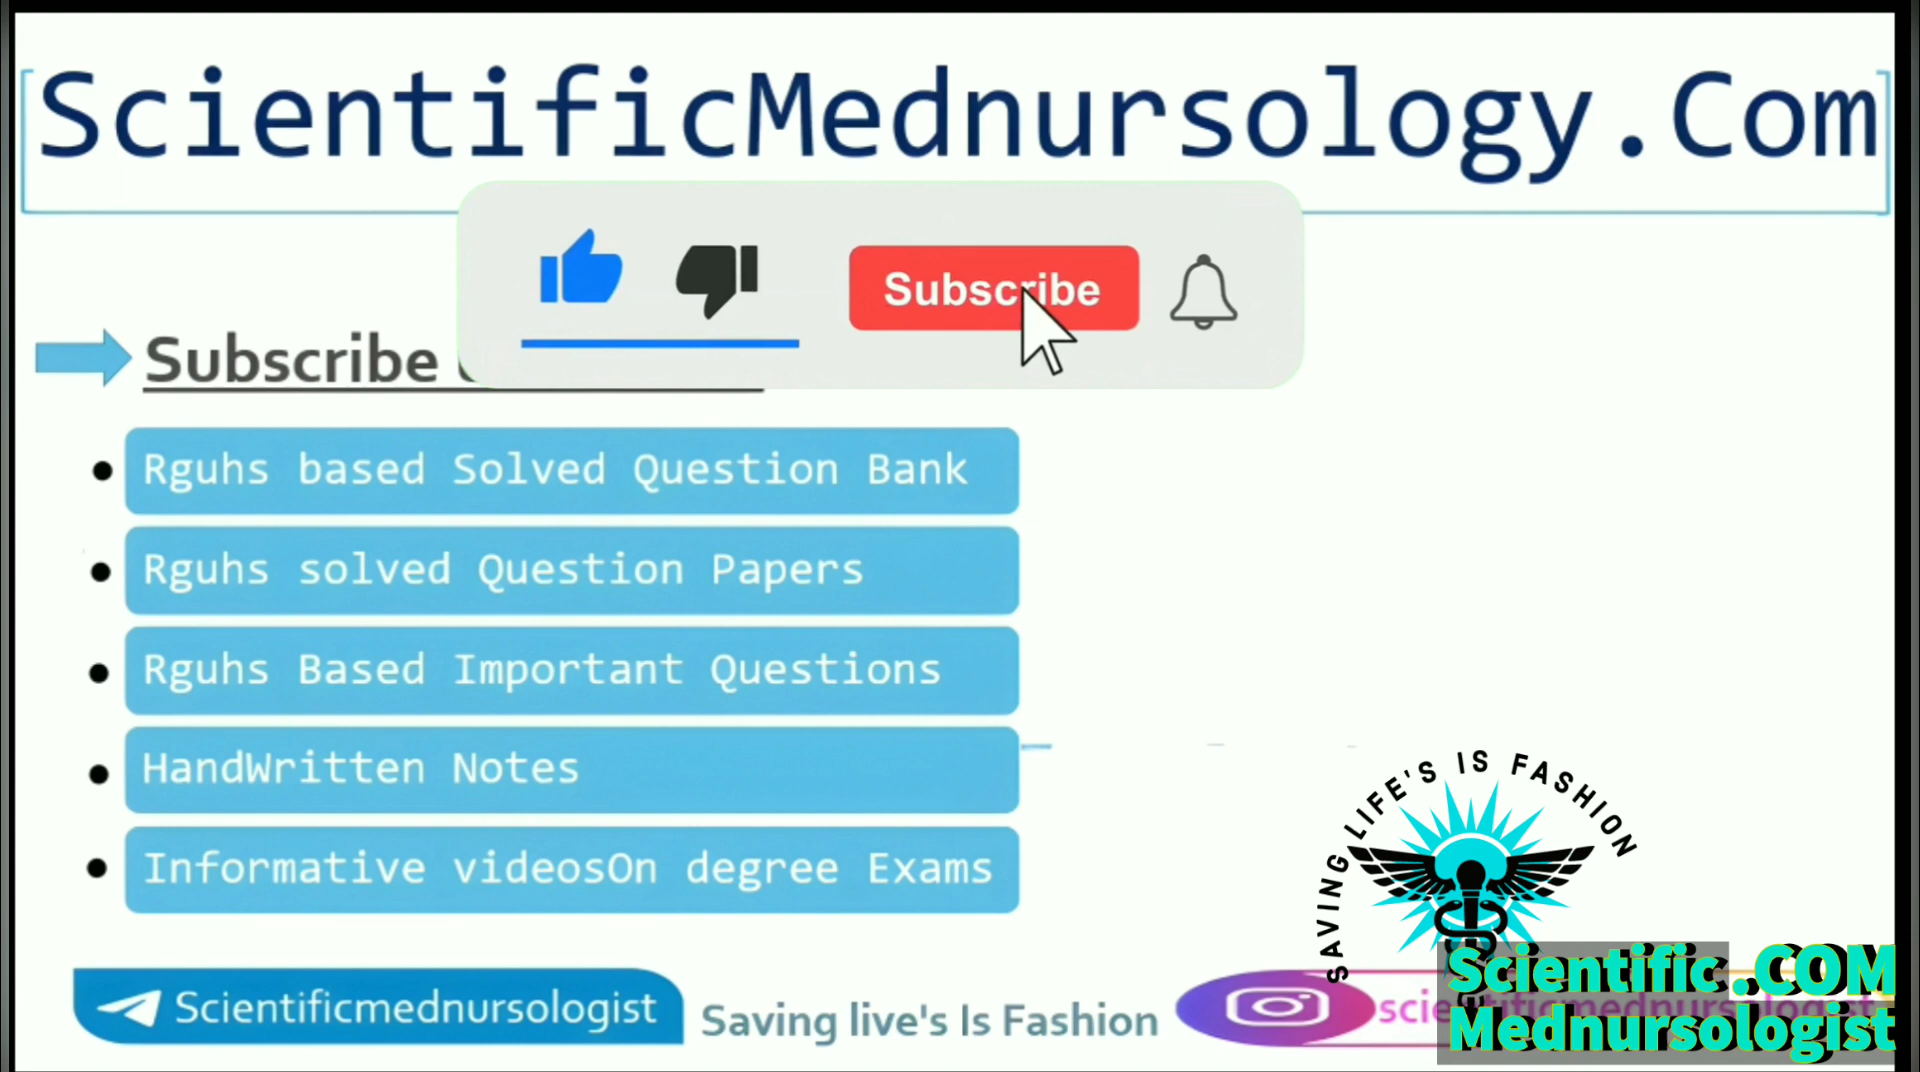 ScientificMednursology.Com
Subscribe
Subscribe
Rguhs based Solved Question Bank
Rguhs solved Question Papers
Rguhs Based Important Questions
HandWritten Notes
Informative videosOn degree Exams
SAVING LIFE'S IS FASHION
Scientificmednursologist
Saving live's Is Fashion
scientificmednursologist
Scientific .COM
Mednursologist